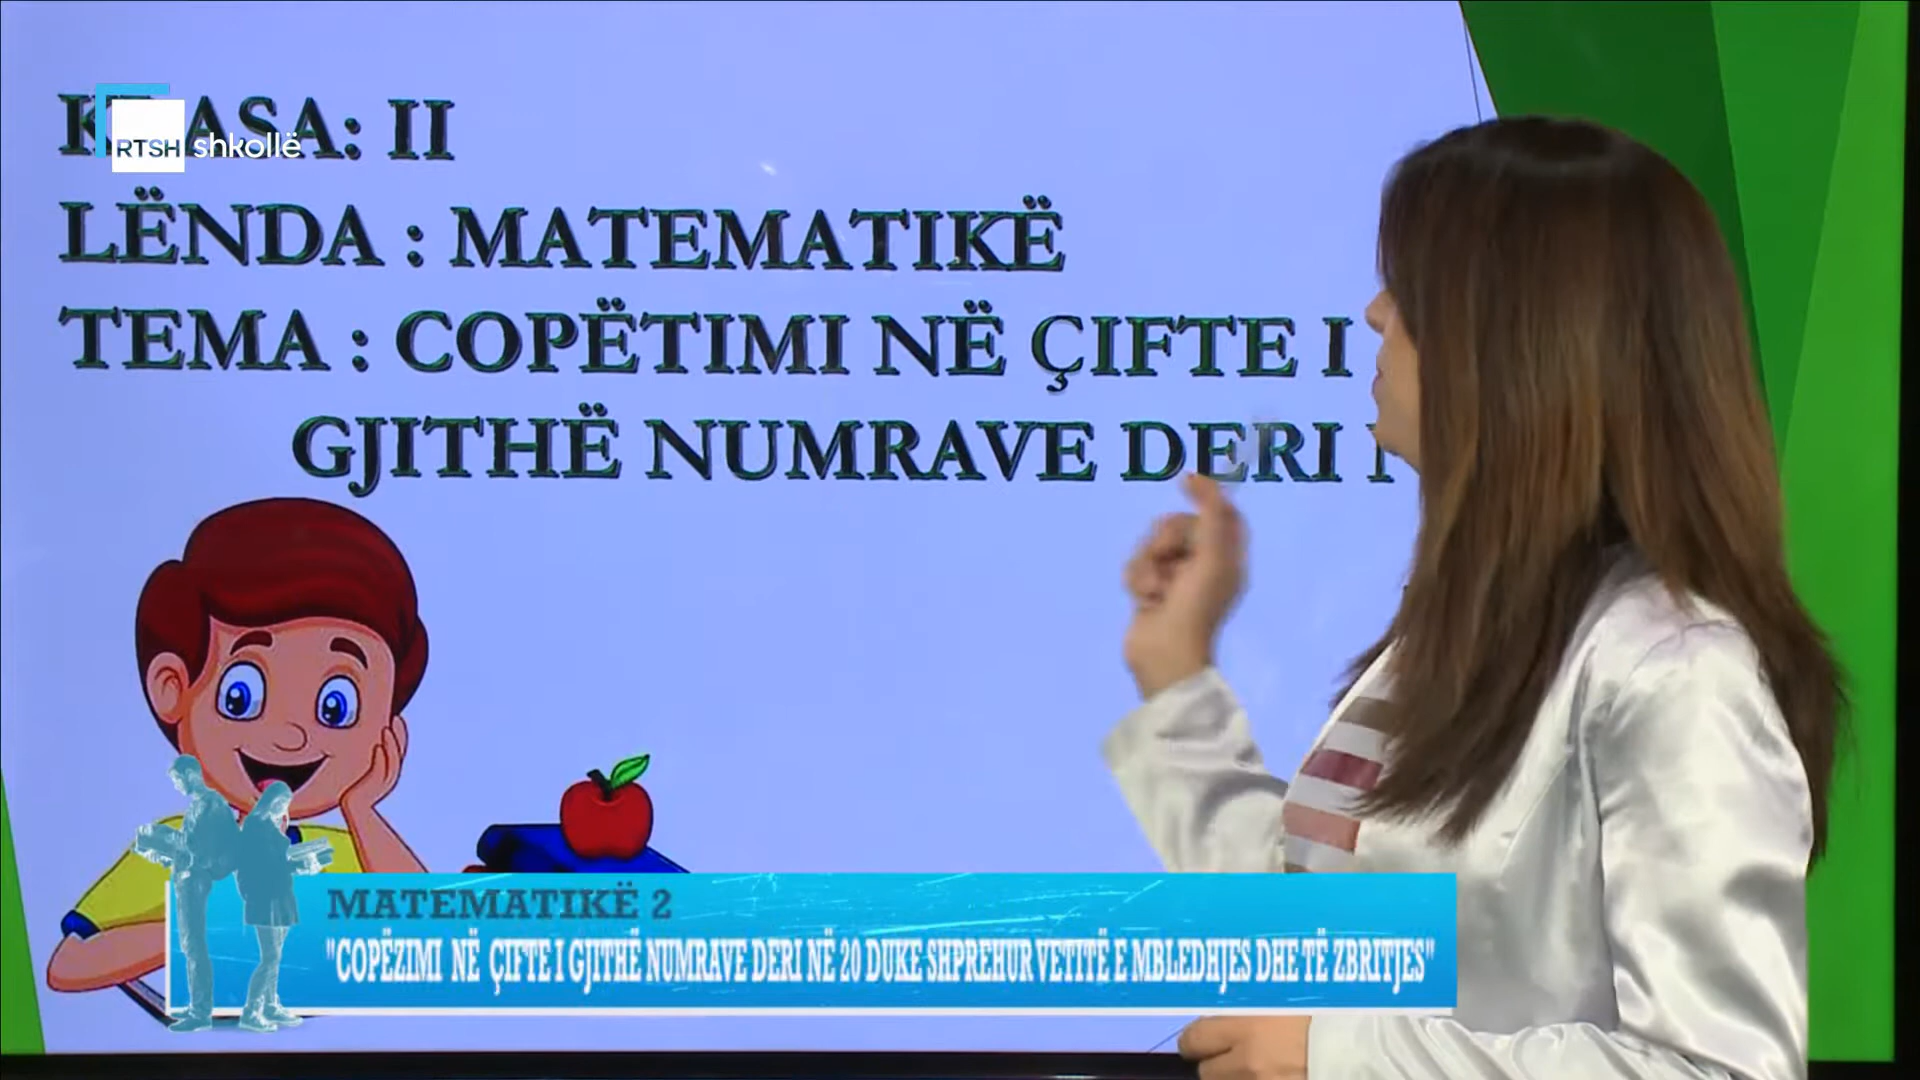 KLASA: II
RTSH shkollë
LËNDA : MATEMATIKË
TEMA : COPËTIMI NË ÇIFTE I
GJITHË NUMRAVE DERI
MATEMATIKË 2
"COPËZIMI NË ÇIFTE I GJITHË NUMRAVE DERI NË 20 DUKE SHPREHUR VETITË E MBLEDHJES DHE TË ZBRITJES"